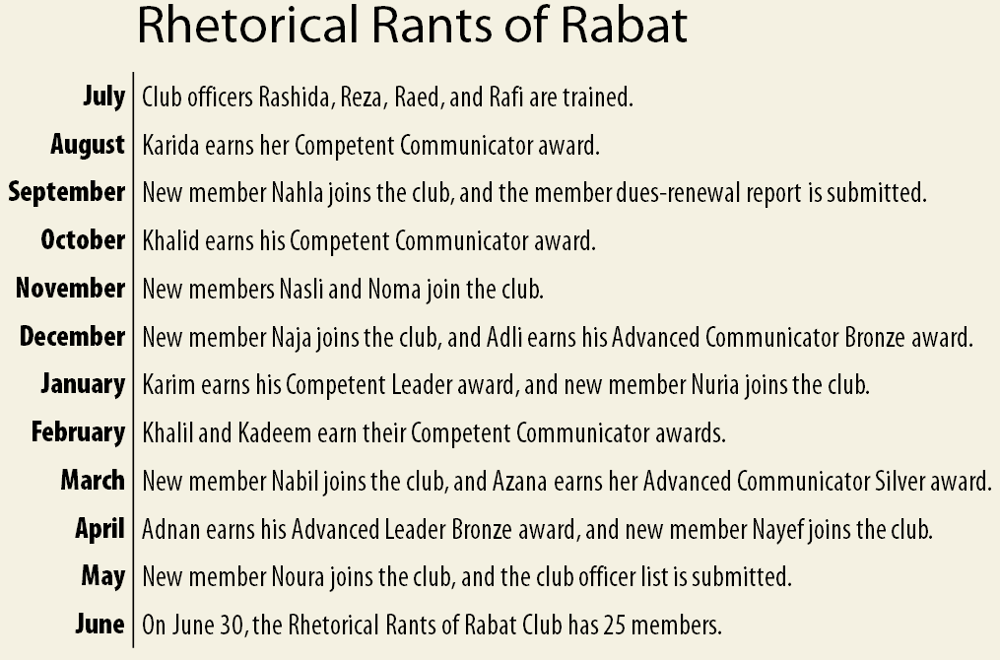 Rhetorical Rants of Rabat
July Club officers Rashida, Reza, Raed, and Rafi are trained.
August Karida earns her Competent Communicator award.
September New member Nahla joins the club, and the member dues-renewal report is submitted.
October Khalid earns his Competent Communicator award.
November New members Nasli and Noma join the club.
December New member Naja joins the club, and Adli earns his Advanced Communicator Bronze award.
January Karim earns his Competent Leader award, and new member Nuria joins the club.
February Khalil and Kadeem earn their Competent Communicator awards.
March New member Nabil joins the club, and Azana earns her Advanced Communicator Silver award.
April Adnan earns his Advanced Leader Bronze award, and new member Nayef joins the club.
May New member Noura joins the club, and the club officer list is submitted.
June On June 30, the Rhetorical Rants of Rabat Club has 25 members.